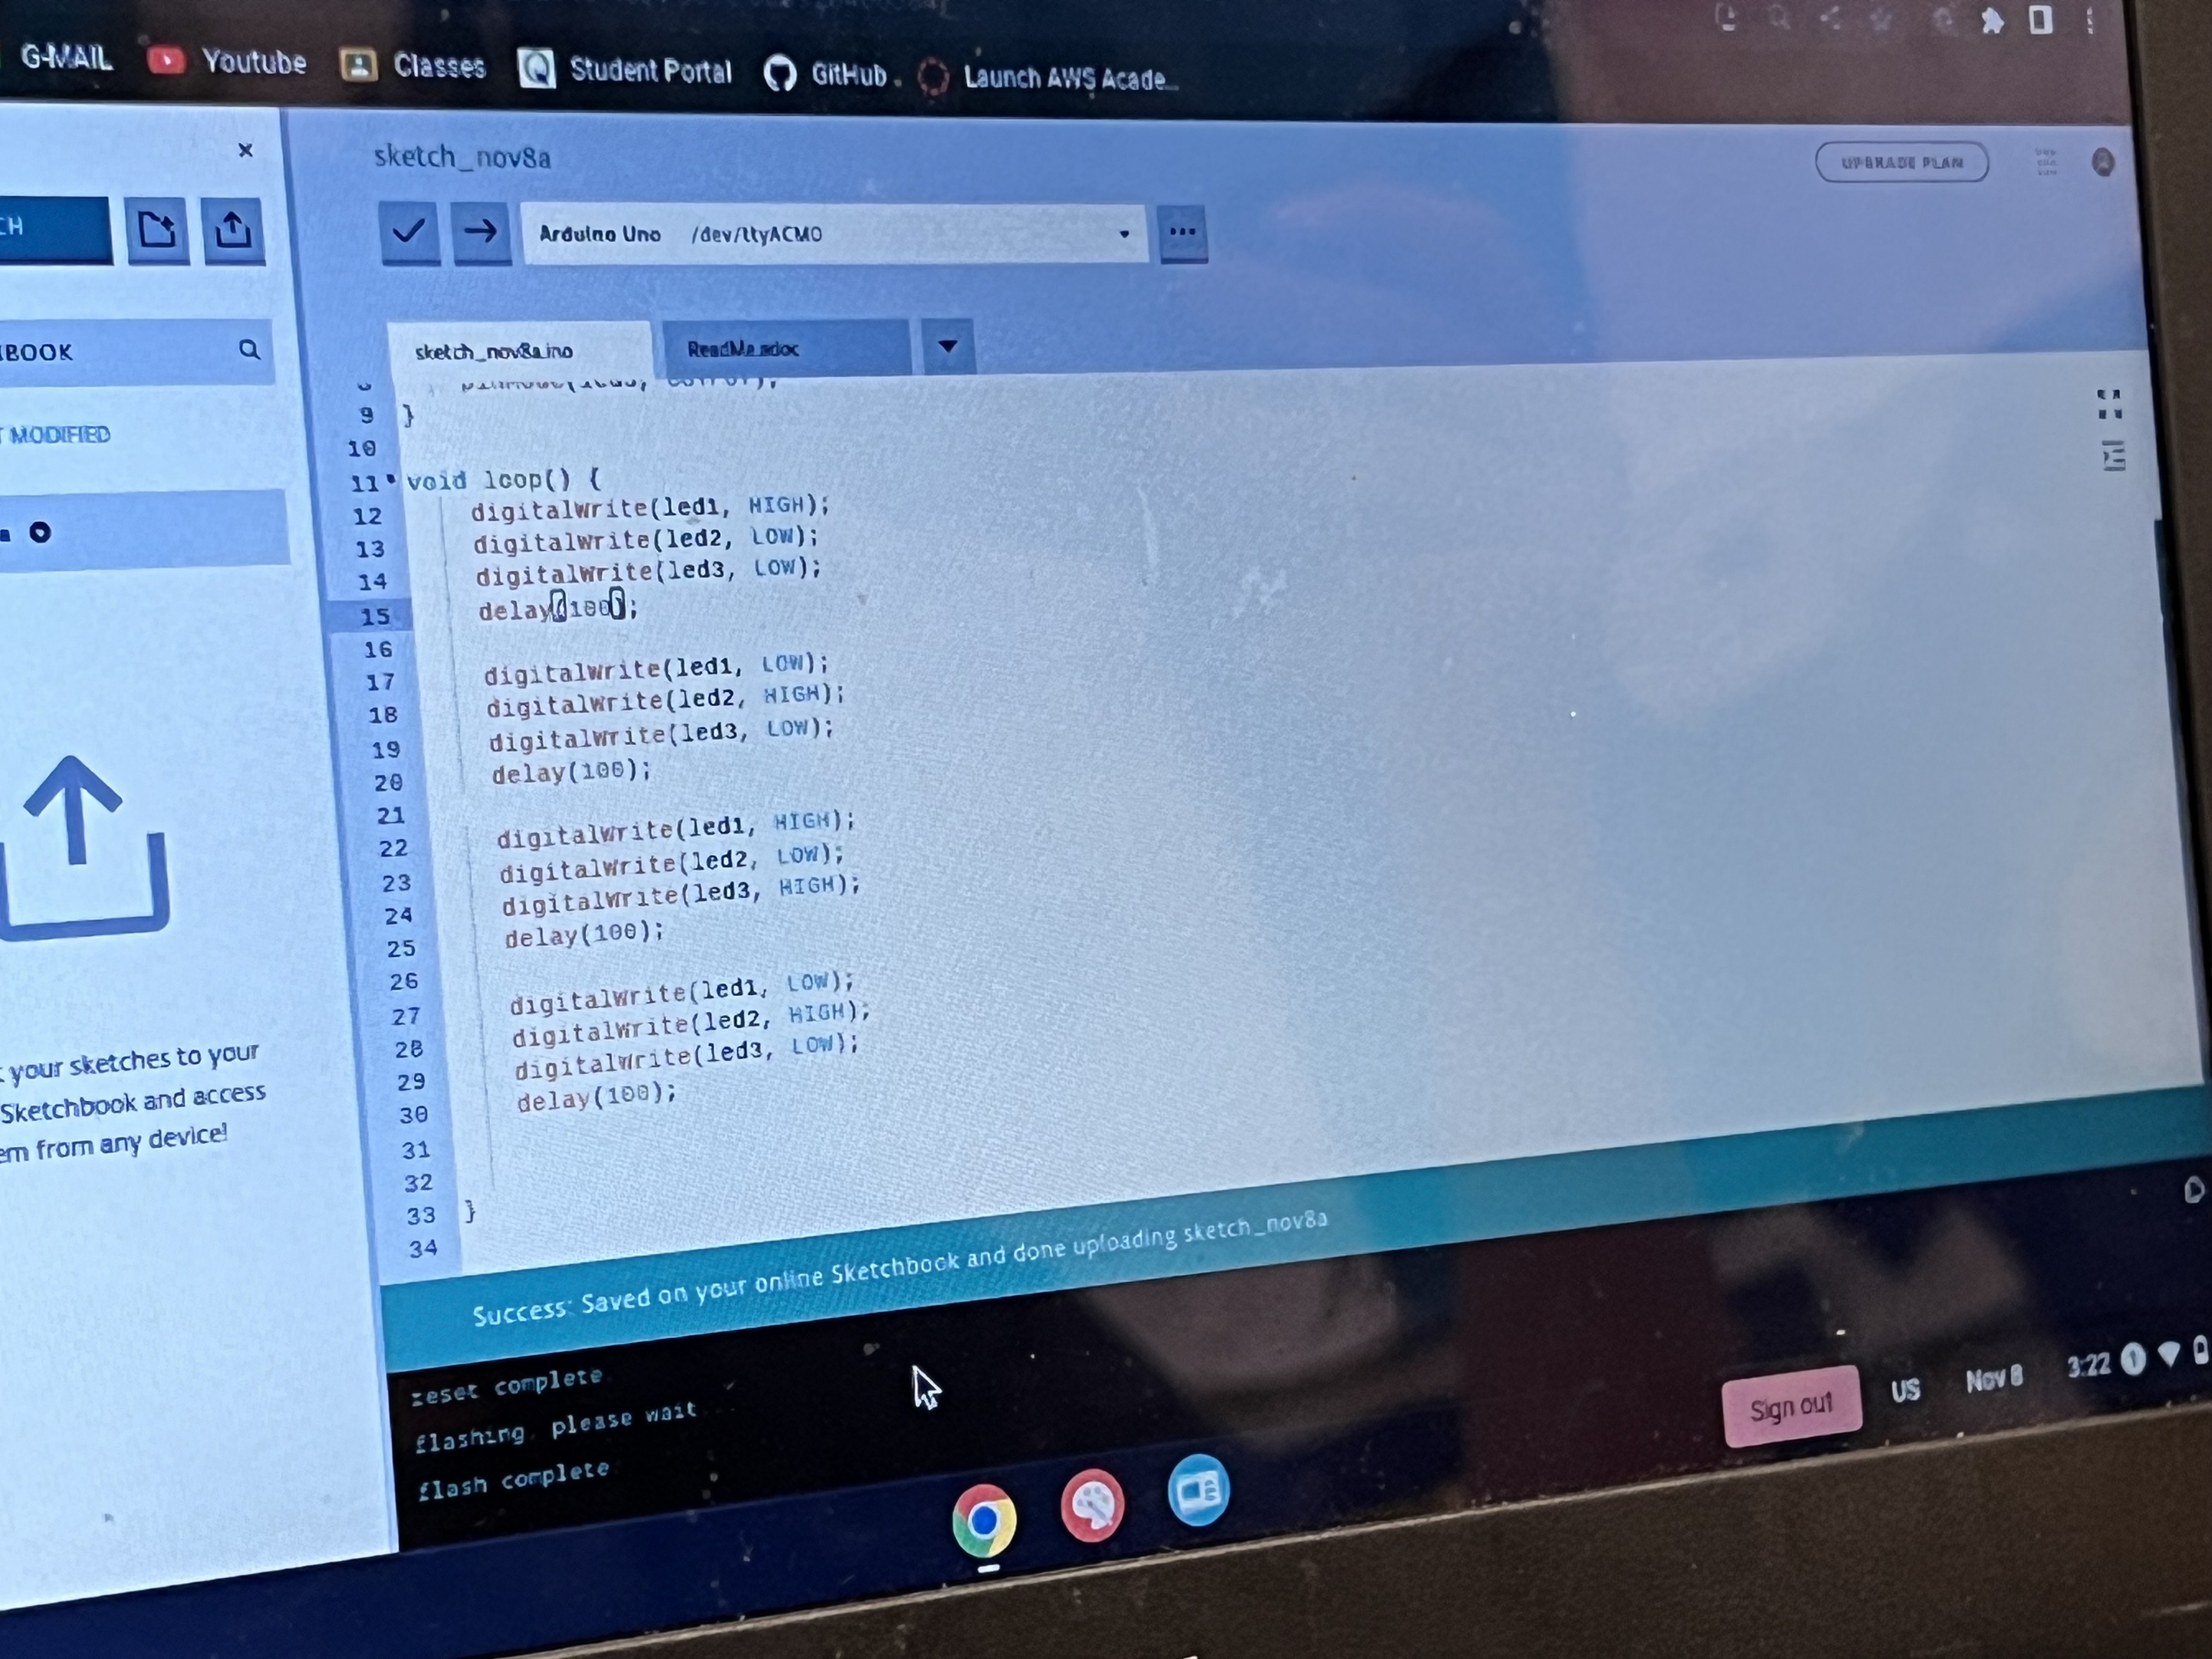 G-MAIL Youtube Classes Student Portal GitHub Launch AWS Acade...
sketch_nov8a
UPGRADE PLAN
CH
Arduino Uno /dev/ttyACM0
BOOK
sketch_nov8a.ino ReadMe.adoc
MODIFIED
9 }
10
11 void loop() {
12 digitalWrite(led1, HIGH);
13 digitalWrite(led2, LOW);
14 digitalWrite(led3, LOW);
15 delay(100);
16
17 digitalWrite(led1, LOW);
18 digitalWrite(led2, HIGH);
19 digitalWrite(led3, LOW);
20 delay(100);
21
22 digitalWrite(led1, HIGH);
23 digitalWrite(led2, LOW);
24 digitalWrite(led3, HIGH);
25 delay(100);
26
27 digitalWrite(led1, LOW);
28 digitalWrite(led2, HIGH);
29 digitalWrite(led3, LOW);
30 delay(100);
31
32
33 }
34
your sketches to your
Sketchbook and access
em from any device!
Success: Saved on your online Sketchbook and done uploading sketch_nov8a
reset complete
flashing, please wait
flash complete
Sign out US Nov 8 3:22